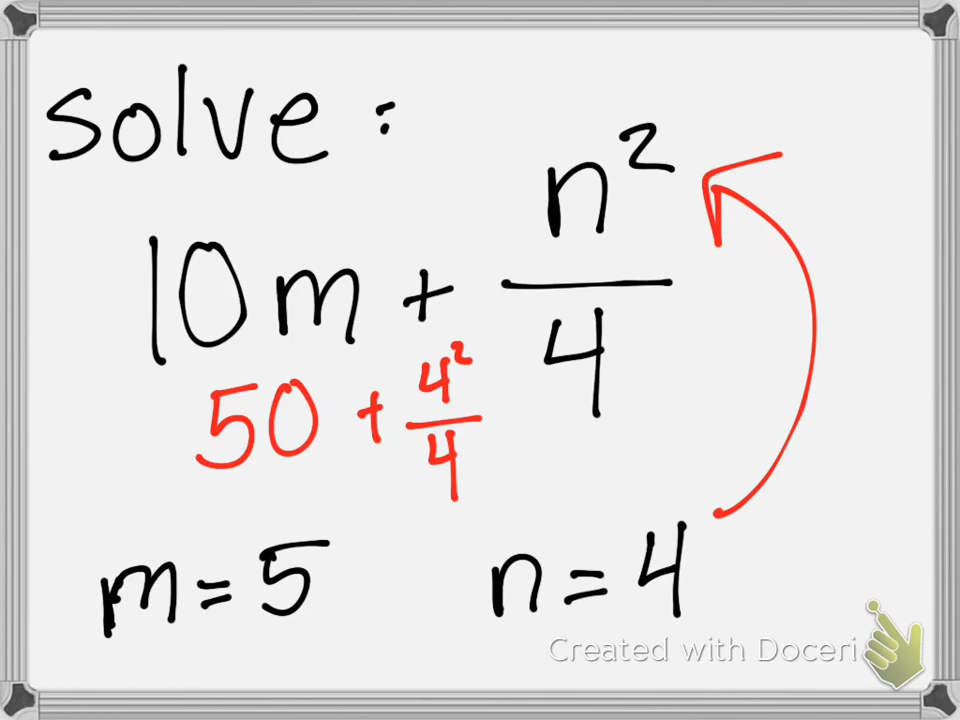 solve:
10m + n²/4
50 + 4²/4
m = 5 n = 4
Created with Doceri